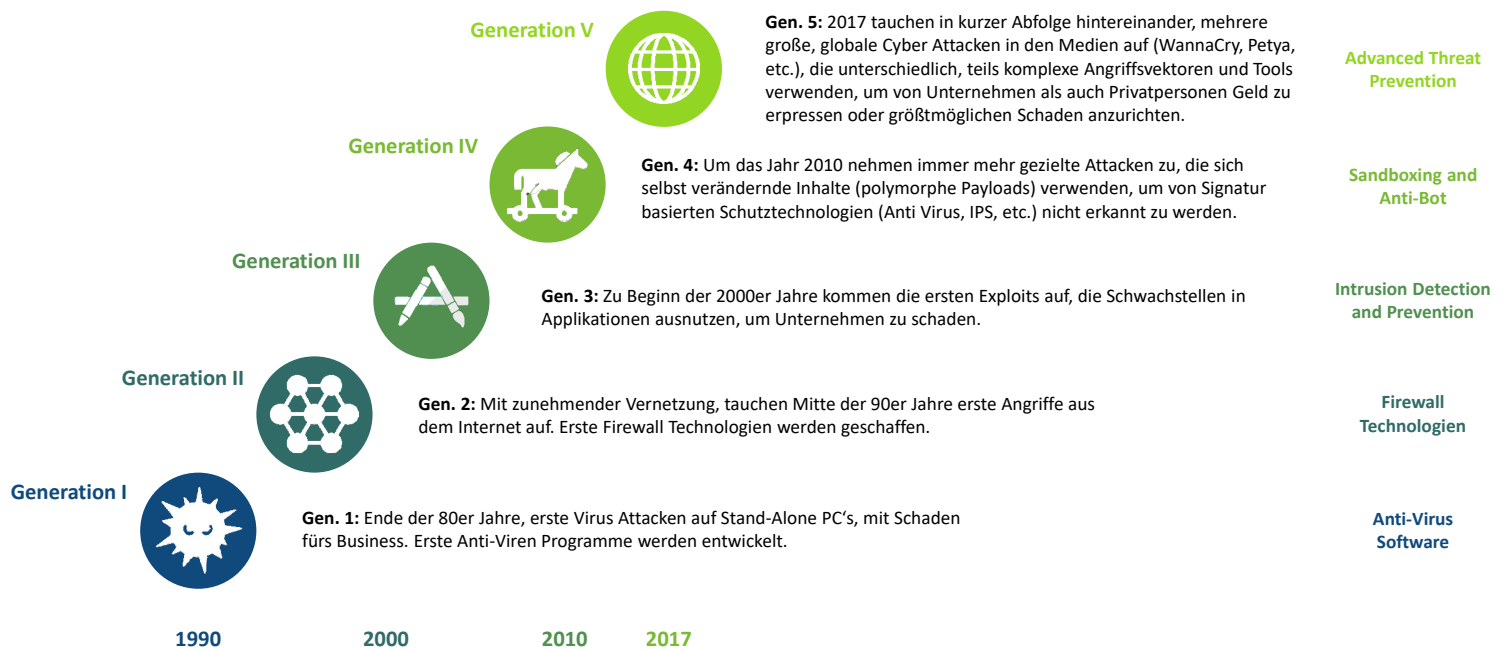 Generation V
Gen. 5: 2017 tauchen in kurzer Abfolge hintereinander, mehrere
große, globale Cyber Attacken in den Medien auf (WannaCry, Petya,
etc.), die unterschiedlich, teils komplexe Angriffsvektoren und Tools
verwenden, um von Unternehmen als auch Privatpersonen Geld zu
erpressen oder größtmöglichen Schaden anzurichten.
Advanced Threat
Prevention
Generation IV
Gen. 4: Um das Jahr 2010 nehmen immer mehr gezielte Attacken zu, die sich
selbst verändernde Inhalte (polymorphe Payloads) verwenden, um von Signatur
basierten Schutztechnologien (Anti Virus, IPS, etc.) nicht erkannt zu werden.
Sandboxing and
Anti-Bot
Generation III
Gen. 3: Zu Beginn der 2000er Jahre kommen die ersten Exploits auf, die Schwachstellen in
Applikationen ausnutzen, um Unternehmen zu schaden.
Intrusion Detection
and Prevention
Generation II
Gen. 2: Mit zunehmender Vernetzung, tauchen Mitte der 90er Jahre erste Angriffe aus
dem Internet auf. Erste Firewall Technologien werden geschaffen.
Firewall
Technologien
Generation I
Gen. 1: Ende der 80er Jahre, erste Virus Attacken auf Stand-Alone PC‘s, mit Schaden
fürs Business. Erste Anti-Viren Programme werden entwickelt.
Anti-Virus
Software
1990 2000 2010 2017